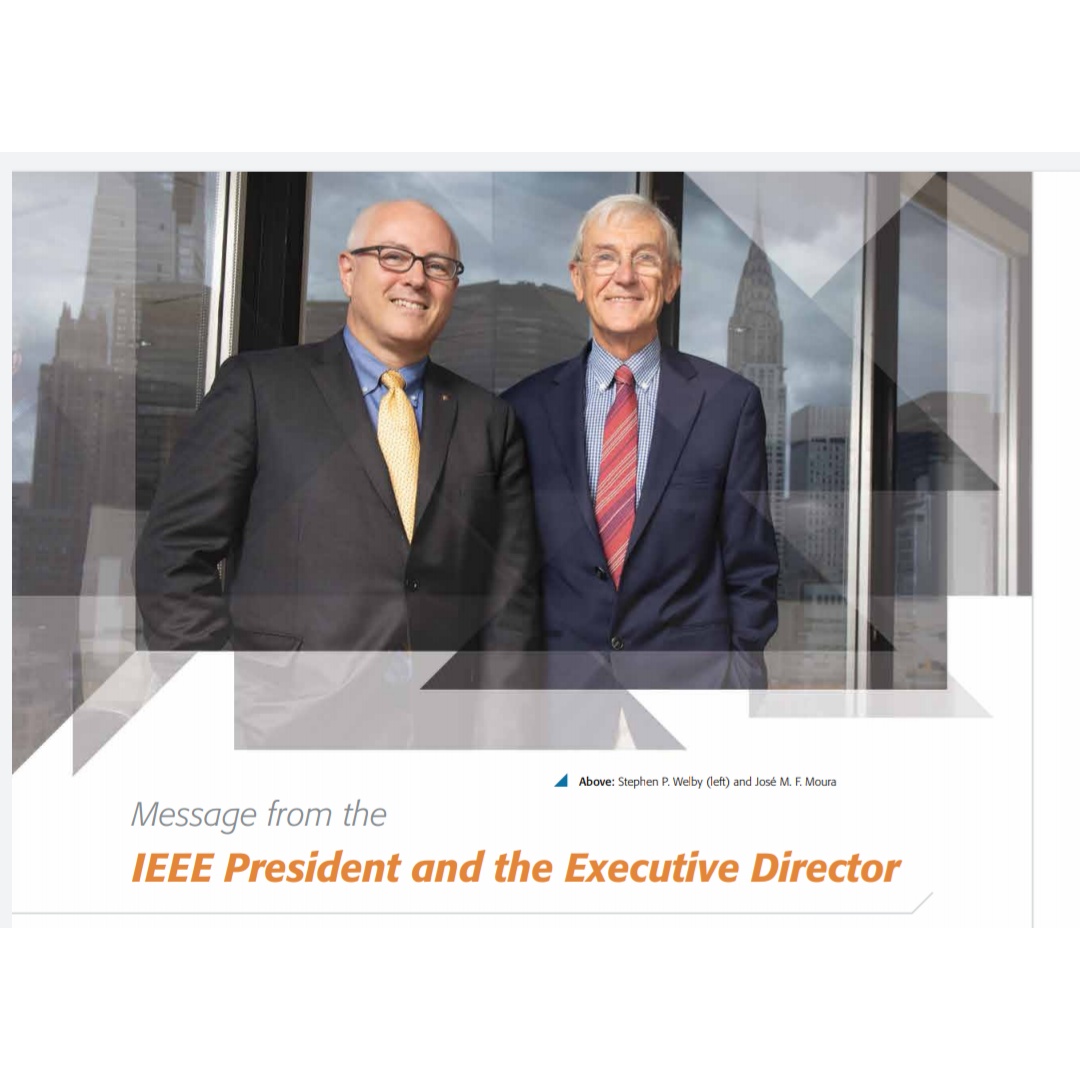 Above: Stephen P. Welby (left) and José M. F. Moura
Message from the
IEEE President and the Executive Director